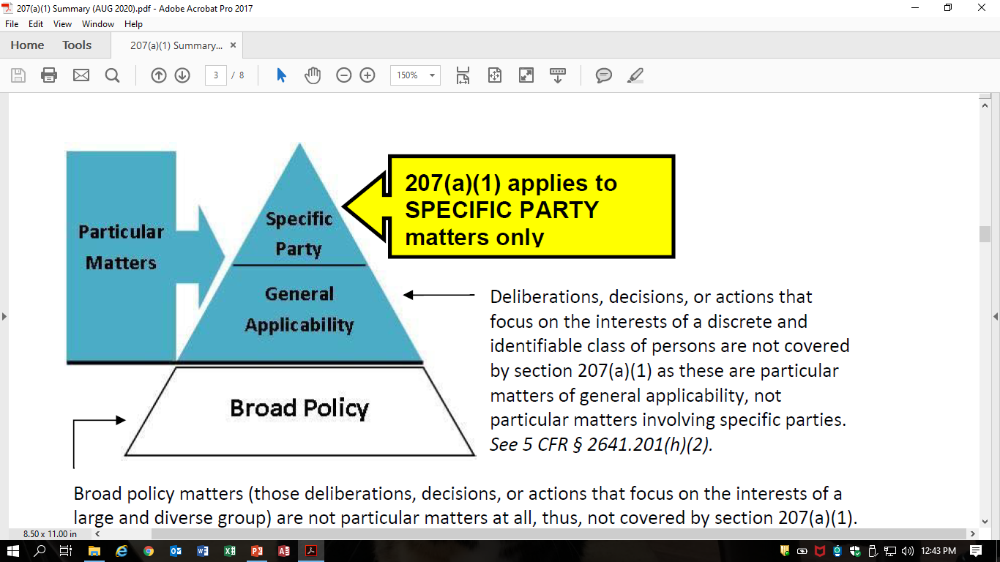 207(a)(1) Summary (AUG 2020).pdf - Adobe Acrobat Pro 2017
File Edit View Window Help
Home Tools 207(a)(1) Summary... ×
3 / 8 150%
Particular
Matters
Specific
Party
General
Applicability
Broad Policy
207(a)(1) applies to
SPECIFIC PARTY
matters only
Deliberations, decisions, or actions that
focus on the interests of a discrete and
identifiable class of persons are not covered
by section 207(a)(1) as these are particular
matters of general applicability, not
particular matters involving specific parties.
See 5 CFR § 2641.201(h)(2).
Broad policy matters (those deliberations, decisions, or actions that focus on the interests of a
large and diverse group) are not particular matters at all, thus, not covered by section 207(a)(1).
8.50 x 11.00 in
12:43 PM